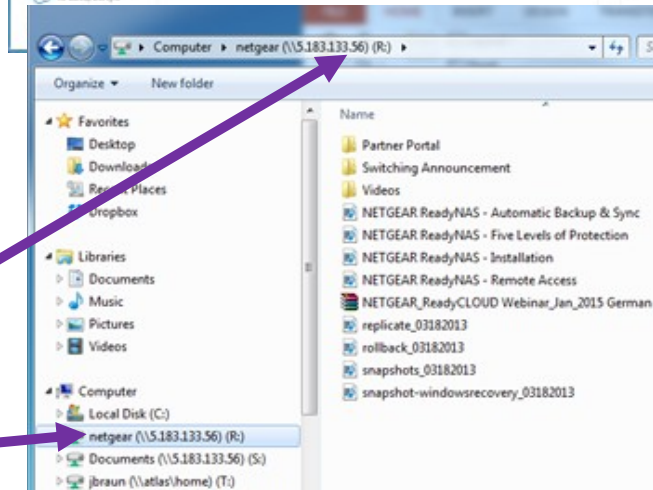 Computer ▸ netgear (\\5.183.133.56) (R:) ▸
Organize ▾ New folder
Favorites
Desktop
Downloads
Recent Places
Dropbox
Libraries
Documents
Music
Pictures
Videos
Computer
Local Disk (C:)
netgear (\\5.183.133.56) (R:)
Documents (\\5.183.133.56) (S:)
jbraun (\\atlas\home) (T:)
Name
Partner Portal
Switching Announcement
Videos
NETGEAR ReadyNAS - Automatic Backup & Sync
NETGEAR ReadyNAS - Five Levels of Protection
NETGEAR ReadyNAS - Installation
NETGEAR ReadyNAS - Remote Access
NETGEAR_ReadyCLOUD Webinar_Jan_2015 German
replicate_03182013
rollback_03182013
snapshots_03182013
snapshot-windowsrecovery_03182013